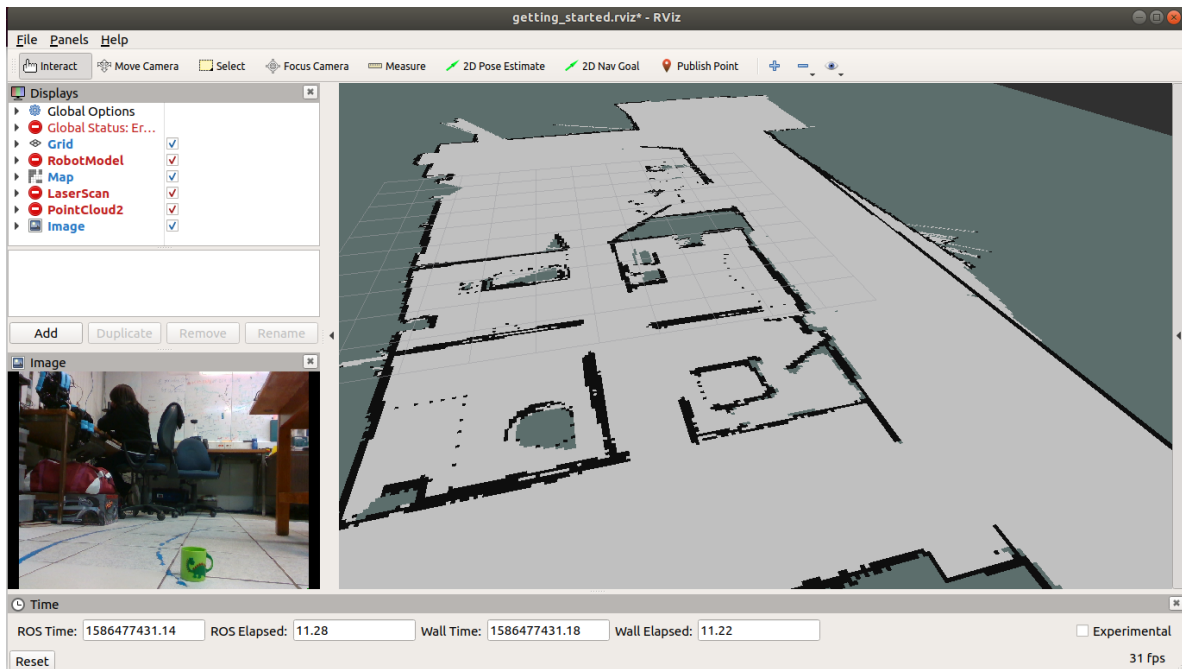 getting_started.rviz* - RViz
File Panels Help
Interact Move Camera Select Focus Camera Measure 2D Pose Estimate 2D Nav Goal Publish Point
Displays
Global Options
Global Status: Er...
Grid
RobotModel
Map
LaserScan
PointCloud2
Image
Add Duplicate Remove Rename
Image
Time
ROS Time: 1586477431.14 ROS Elapsed: 11.28 Wall Time: 1586477431.18 Wall Elapsed: 11.22 Experimental
Reset 31 fps